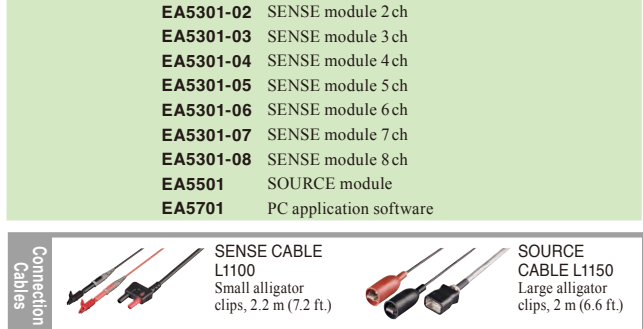 EA5301-02 SENSE module 2 ch
EA5301-03 SENSE module 3 ch
EA5301-04 SENSE module 4 ch
EA5301-05 SENSE module 5 ch
EA5301-06 SENSE module 6 ch
EA5301-07 SENSE module 7 ch
EA5301-08 SENSE module 8 ch
EA5501 SOURCE module
EA5701 PC application software
Connection
Cables
SENSE CABLE
L1100
Small alligator
clips, 2.2 m (7.2 ft.)
SOURCE
CABLE L1150
Large alligator
clips, 2 m (6.6 ft.)